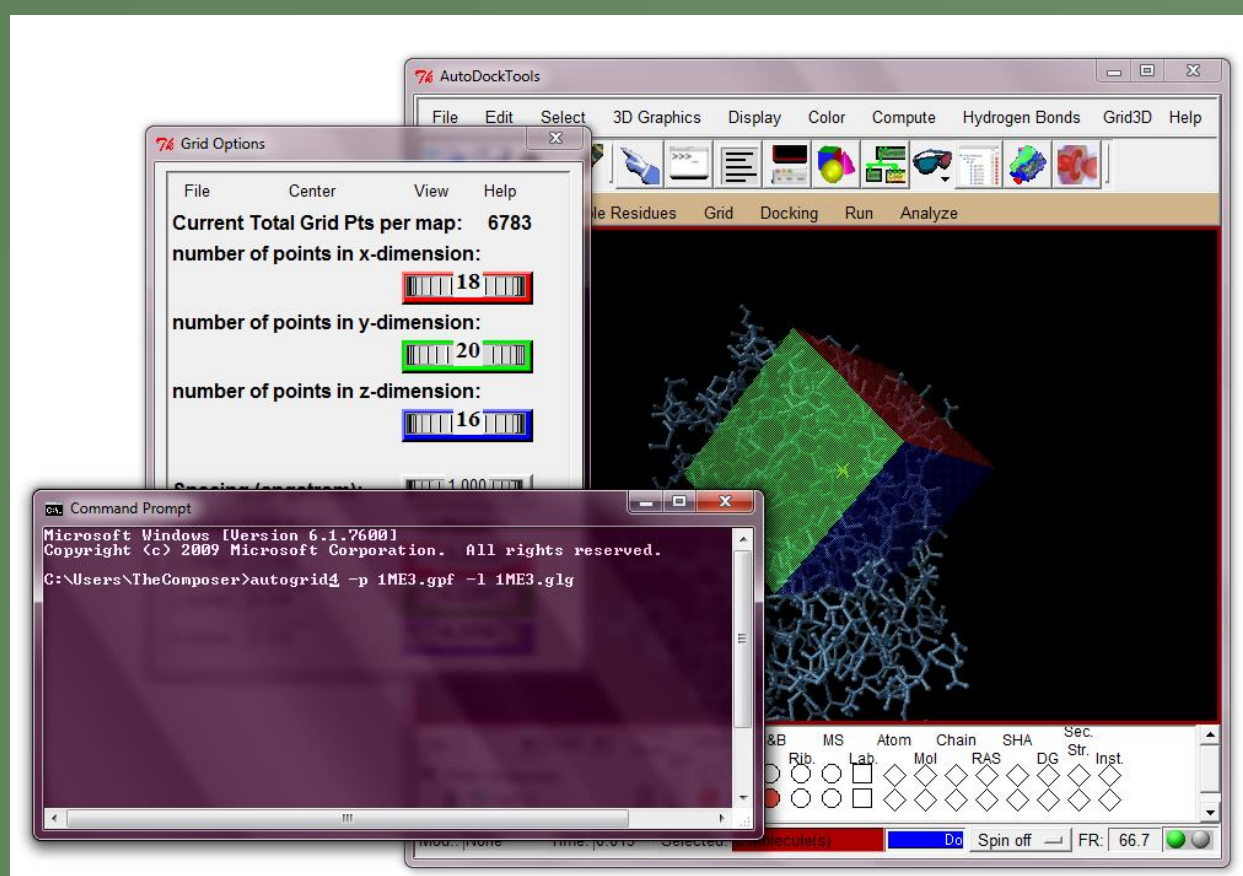 AutoDockTools
File Edit Select 3D Graphics Display Color Compute Hydrogen Bonds Grid3D Help
Residues Grid Docking Run Analyze
Grid Options
File Center View Help
Current Total Grid Pts per map: 6783
number of points in x-dimension:
18
number of points in y-dimension:
20
number of points in z-dimension:
16
Spacing (angstrom): 1.000
Command Prompt
Microsoft Windows [Version 6.1.7600]
Copyright (c) 2009 Microsoft Corporation. All rights reserved.
C:\Users\TheComposer>autogrid4 -p 1ME3.gpf -l 1ME3.glg
&B MS Atom Chain SHA Sec.
Rib. Lab. Mol RAS DG Str. Inst.
Mod.: None Time: 0.015 Selected: Do Spin off FR: 66.7